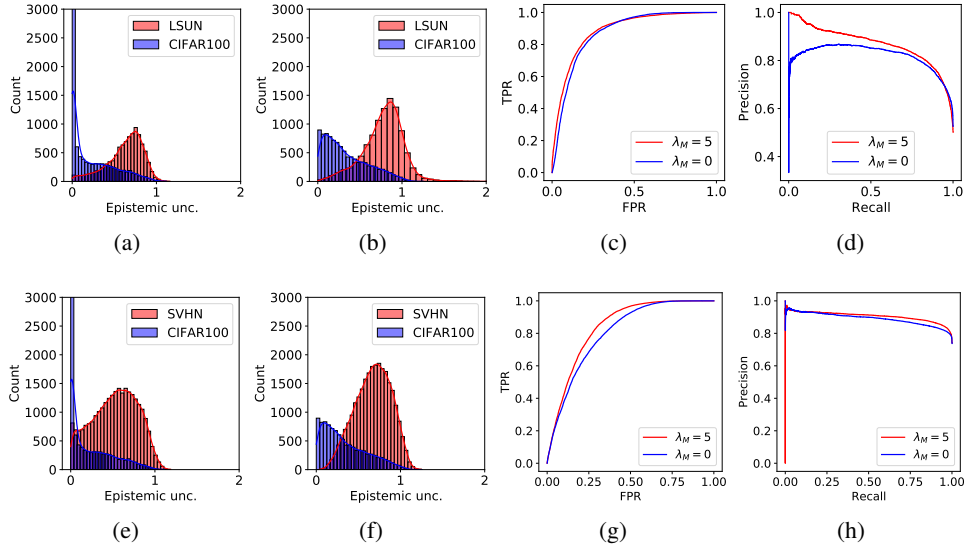 3000
2500
2000
1500
1000
500
0
Count
0 1 2
Epistemic unc.
LSUN
CIFAR100
(a)
3000
2500
2000
1500
1000
500
0
Count
0 1 2
Epistemic unc.
LSUN
CIFAR100
(b)
1.0
0.8
0.6
0.4
0.2
0.0
TPR
0.0 0.5 1.0
FPR
λ_M = 5
λ_M = 0
(c)
1.0
0.8
0.6
0.4
Precision
0.0 0.5 1.0
Recall
λ_M = 5
λ_M = 0
(d)
3000
2500
2000
1500
1000
500
0
Count
0 1 2
Epistemic unc.
SVHN
CIFAR100
(e)
3000
2500
2000
1500
1000
500
0
Count
0 1 2
Epistemic unc.
SVHN
CIFAR100
(f)
1.0
0.8
0.6
0.4
0.2
0.0
TPR
0.00 0.25 0.50 0.75 1.00
FPR
λ_M = 5
λ_M = 0
(g)
1.0
0.8
0.6
0.4
0.2
0.0
Precision
0.00 0.25 0.50 0.75 1.00
Recall
λ_M = 5
λ_M = 0
(h)